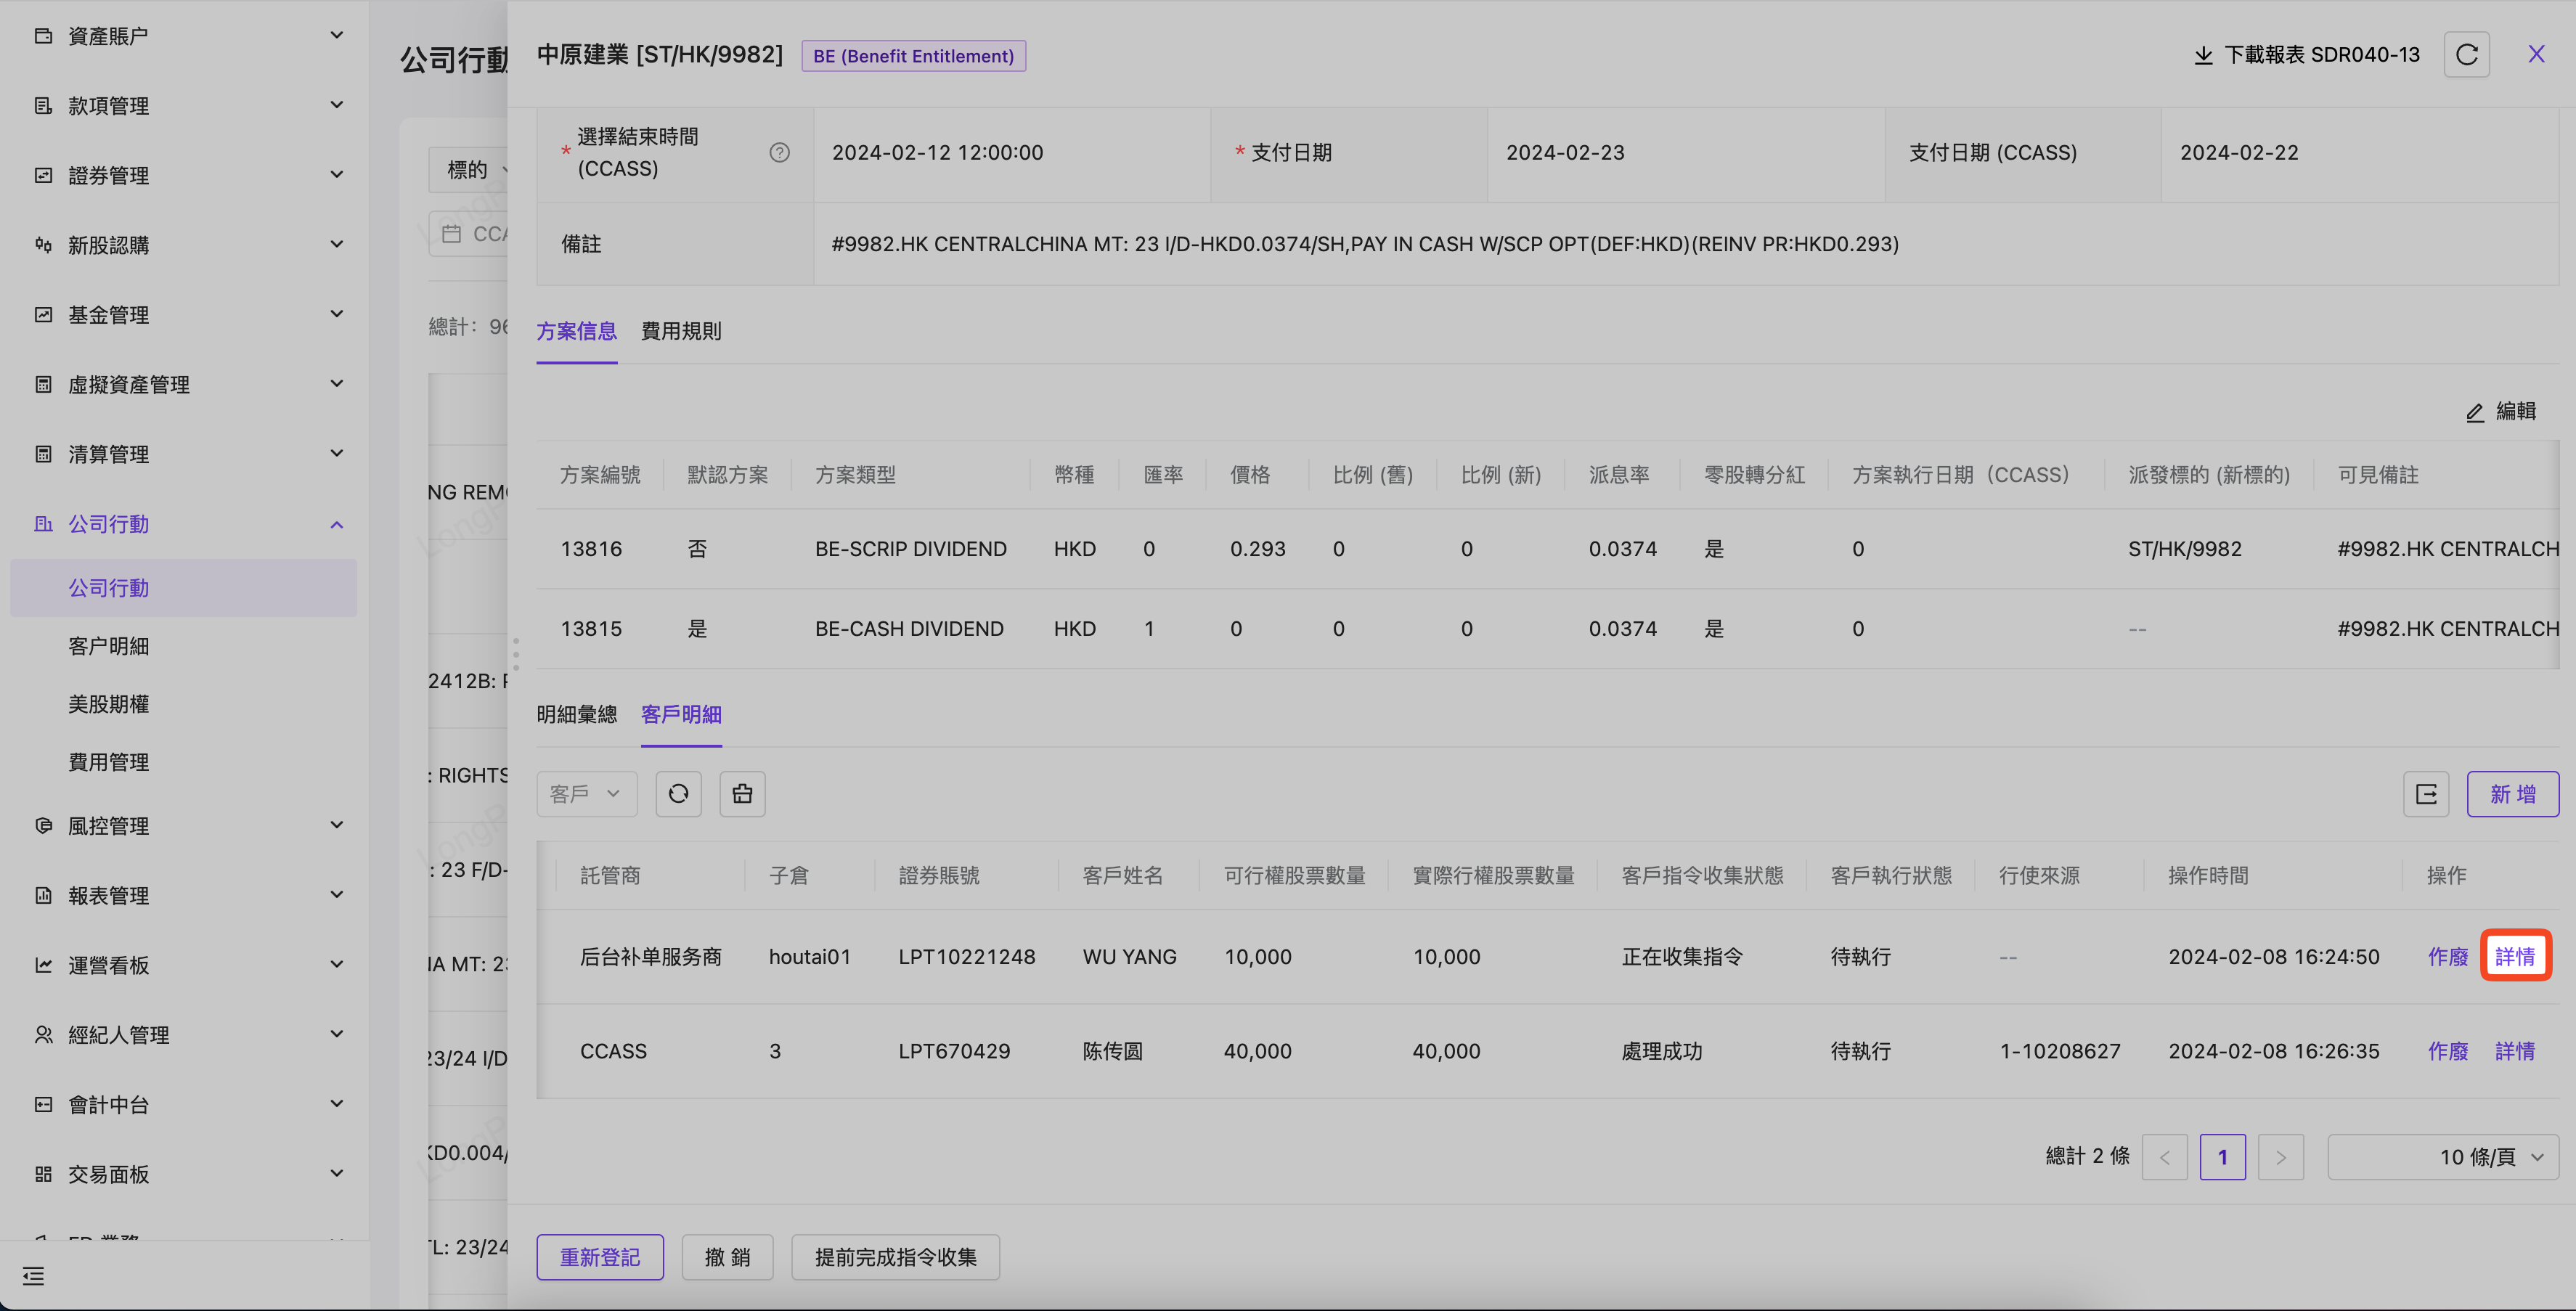 資產賬户
款項管理
證券管理
新股認購
基金管理
虛擬資產管理
清算管理
公司行動
公司行動
客户明細
美股期權
費用管理
風控管理
報表管理
運營看板
經紀人管理
會計中台
交易面板
公司行動
標的
總計：
中原建業 [ST/HK/9982] BE (Benefit Entitlement) 下載報表 SDR040-13
* 選擇結束時間 (CCASS) 2024-02-12 12:00:00 * 支付日期 2024-02-23 支付日期 (CCASS) 2024-02-22
備註 #9982.HK CENTRALCHINA MT: 23 I/D-HKD0.0374/SH,PAY IN CASH W/SCP OPT(DEF:HKD)(REINV PR:HKD0.293)
方案信息 費用規則
編輯
方案編號 默認方案 方案類型 幣種 匯率 價格 比例 (舊) 比例 (新) 派息率 零股轉分紅 方案執行日期（CCASS） 派發標的 (新標的) 可見備註
13816 否 BE-SCRIP DIVIDEND HKD 0 0.293 0 0 0.0374 是 0 ST/HK/9982 #9982.HK CENTRALCH
13815 是 BE-CASH DIVIDEND HKD 1 0 0 0 0.0374 是 0 -- #9982.HK CENTRALCH
明細彙總 客戶明細
客戶
新 增
託管商 子倉 證券賬號 客戶姓名 可行權股票數量 實際行權股票數量 客戶指令收集狀態 客戶執行狀態 行使來源 操作時間 操作
后台补单服务商 houtai01 LPT10221248 WU YANG 10,000 10,000 正在收集指令 待執行 -- 2024-02-08 16:24:50 作廢 詳情
CCASS 3 LPT670429 陈传圆 40,000 40,000 處理成功 待執行 1-10208627 2024-02-08 16:26:35 作廢 詳情
總計 2 條 < 1 > 10 條/頁
重新登記 撤 銷 提前完成指令收集